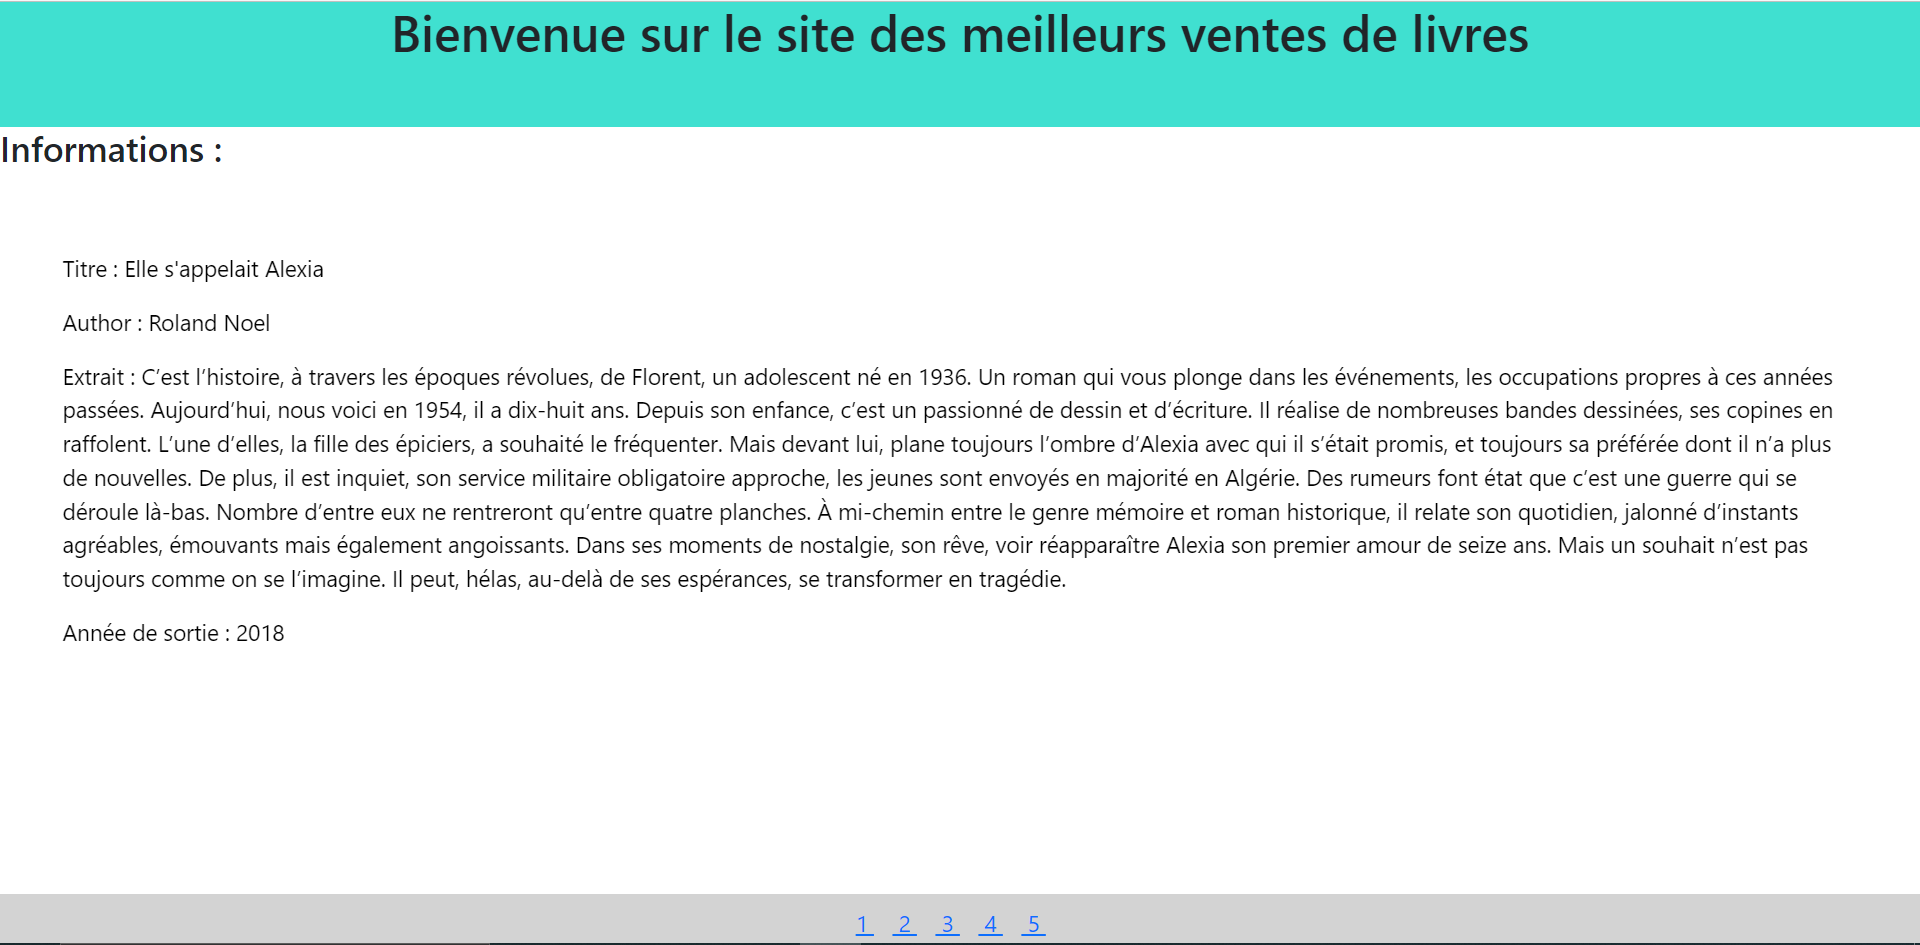 Bienvenue sur le site des meilleurs ventes de livres
Informations :
Titre : Elle s'appelait Alexia
Author : Roland Noel
Extrait : C’est l’histoire, à travers les époques révolues, de Florent, un adolescent né en 1936. Un roman qui vous plonge dans les événements, les occupations propres à ces années
passées. Aujourd’hui, nous voici en 1954, il a dix-huit ans. Depuis son enfance, c’est un passionné de dessin et d’écriture. Il réalise de nombreuses bandes dessinées, ses copines en
raffolent. L’une d’elles, la fille des épiciers, a souhaité le fréquenter. Mais devant lui, plane toujours l’ombre d’Alexia avec qui il s’était promis, et toujours sa préférée dont il n’a plus
de nouvelles. De plus, il est inquiet, son service militaire obligatoire approche, les jeunes sont envoyés en majorité en Algérie. Des rumeurs font état que c’est une guerre qui se
déroule là-bas. Nombre d’entre eux ne rentreront qu’entre quatre planches. À mi-chemin entre le genre mémoire et roman historique, il relate son quotidien, jalonné d’instants
agréables, émouvants mais également angoissants. Dans ses moments de nostalgie, son rêve, voir réapparaître Alexia son premier amour de seize ans. Mais un souhait n’est pas
toujours comme on se l’imagine. Il peut, hélas, au-delà de ses espérances, se transformer en tragédie.
Année de sortie : 2018
1 2 3 4 5